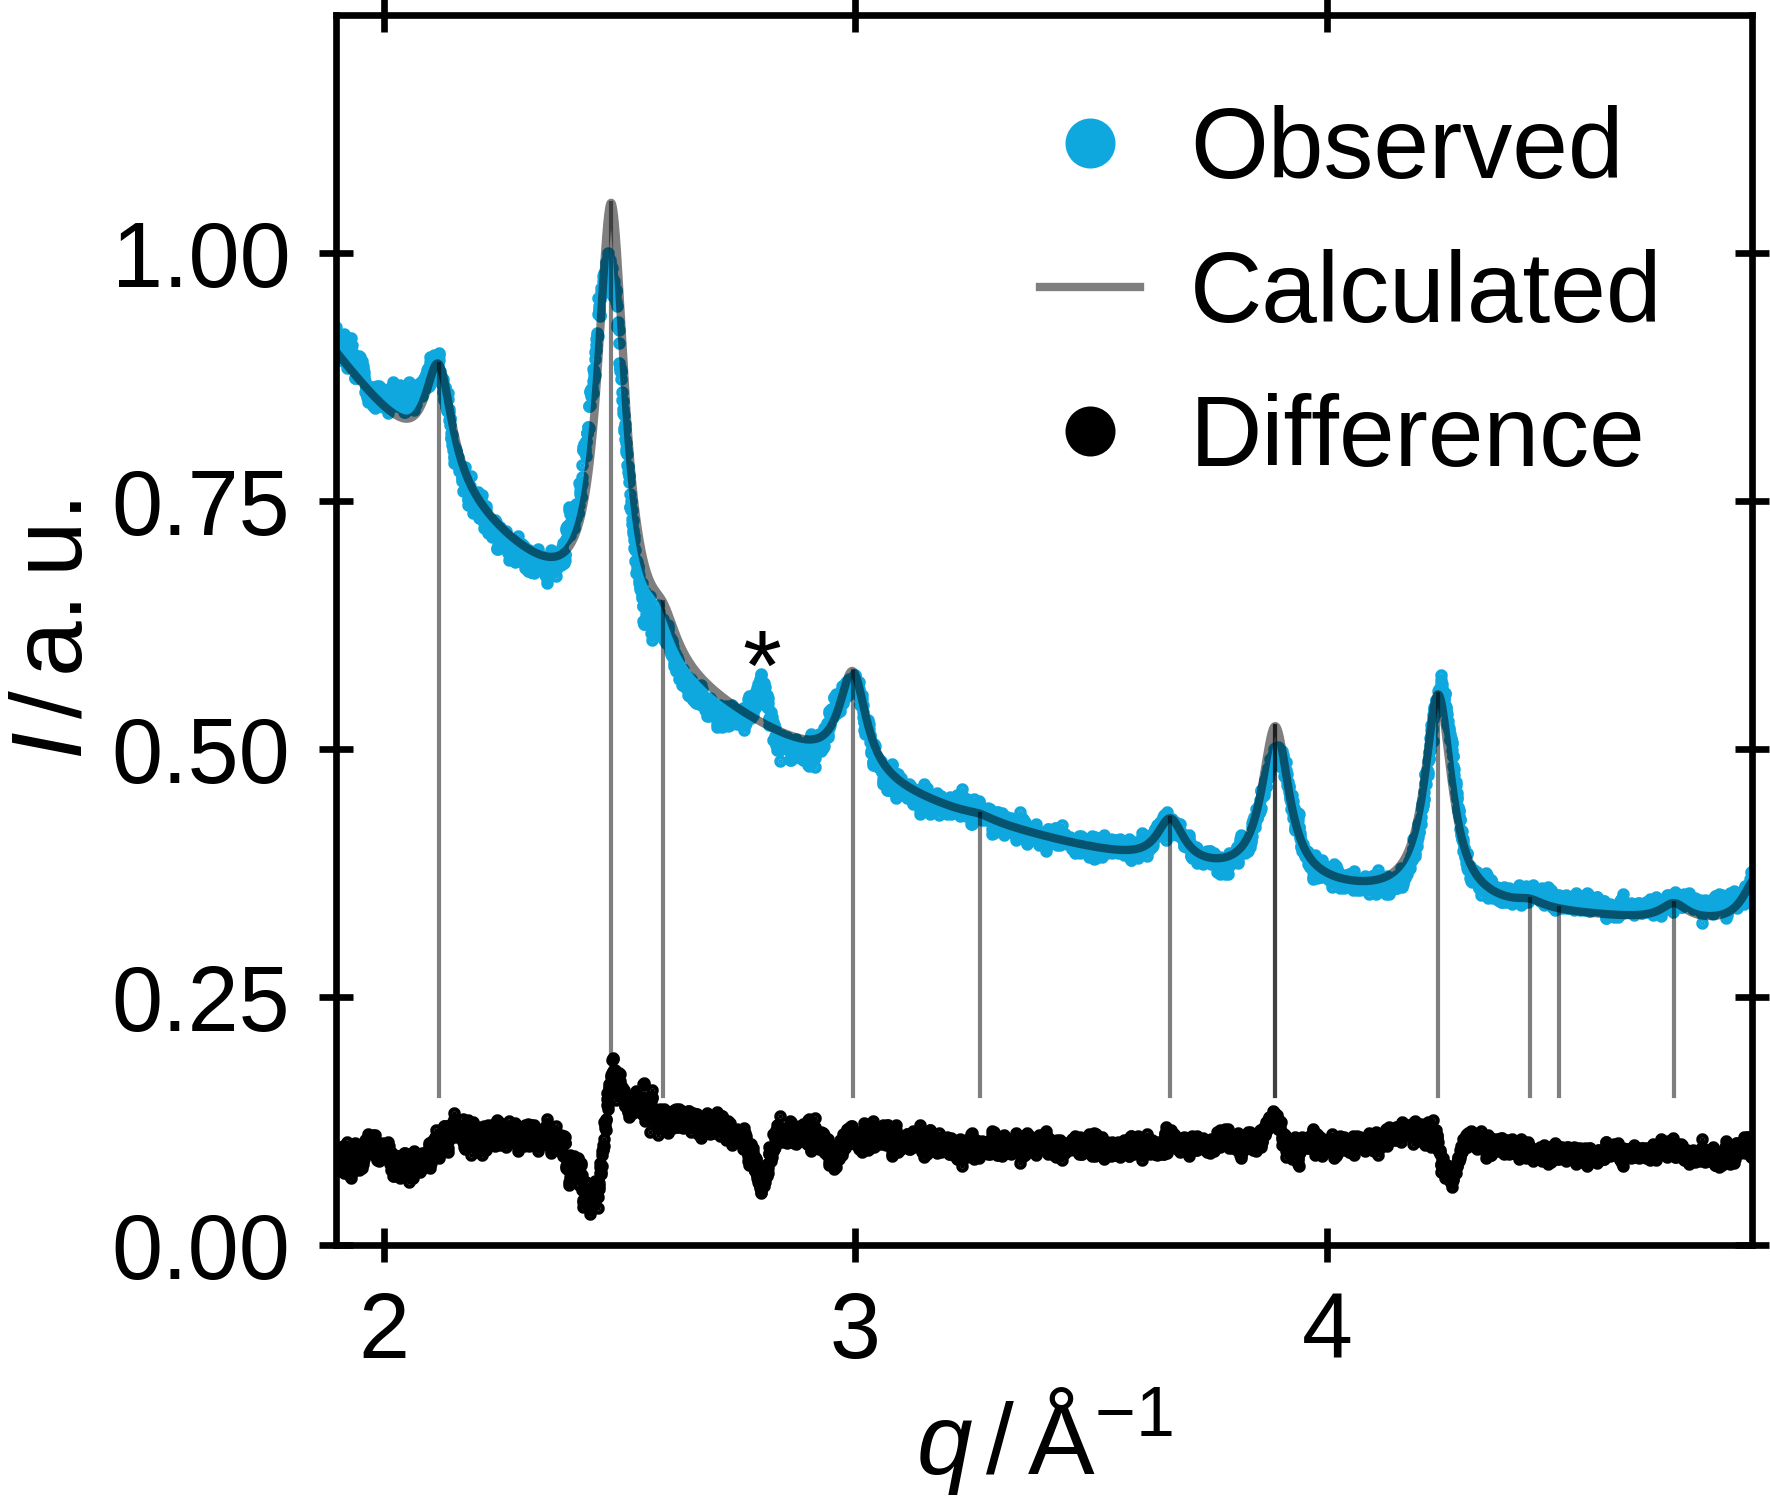 Observed
Calculated
Difference
*
1.00
0.75
0.50
0.25
0.00
I / a. u.
2 3 4
q / Å⁻¹